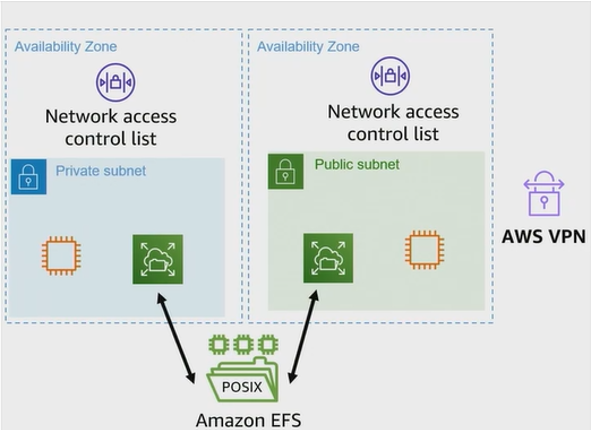 Availability Zone
Network access
control list
Private subnet
Availability Zone
Network access
control list
Public subnet
AWS VPN
POSIX
Amazon EFS